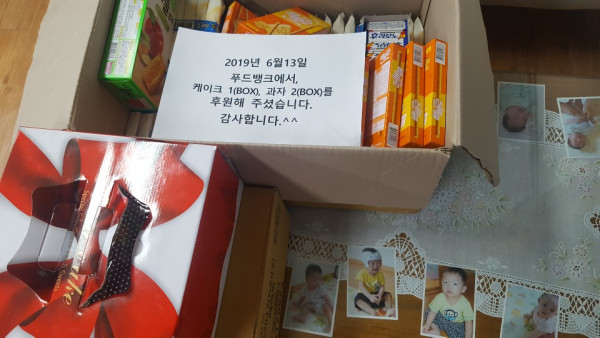 2019년 6월13일
푸드뱅크에서,
케이크 1(BOX), 과자 2(BOX)를
후원해 주셨습니다.
감사합니다.^^